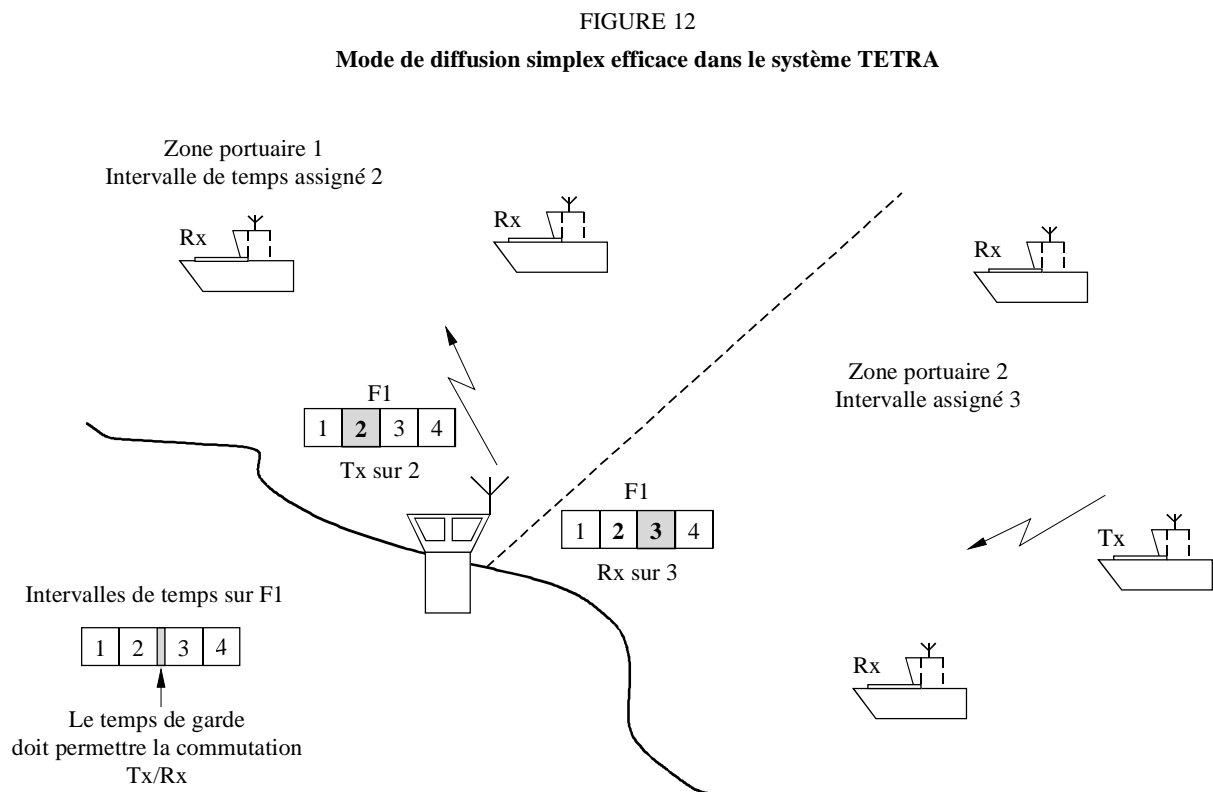 FIGURE 12
Mode de diffusion simplex efficace dans le système TETRA
Zone portuaire 1
Intervalle de temps assigné 2
Rx
Rx
Rx
Zone portuaire 2
Intervalle assigné 3
F1
1 2 3 4
Tx sur 2
F1
1 2 3 4
Rx sur 3
Tx
Intervalles de temps sur F1
1 2 3 4
Le temps de garde
doit permettre la commutation
Tx/Rx
Rx